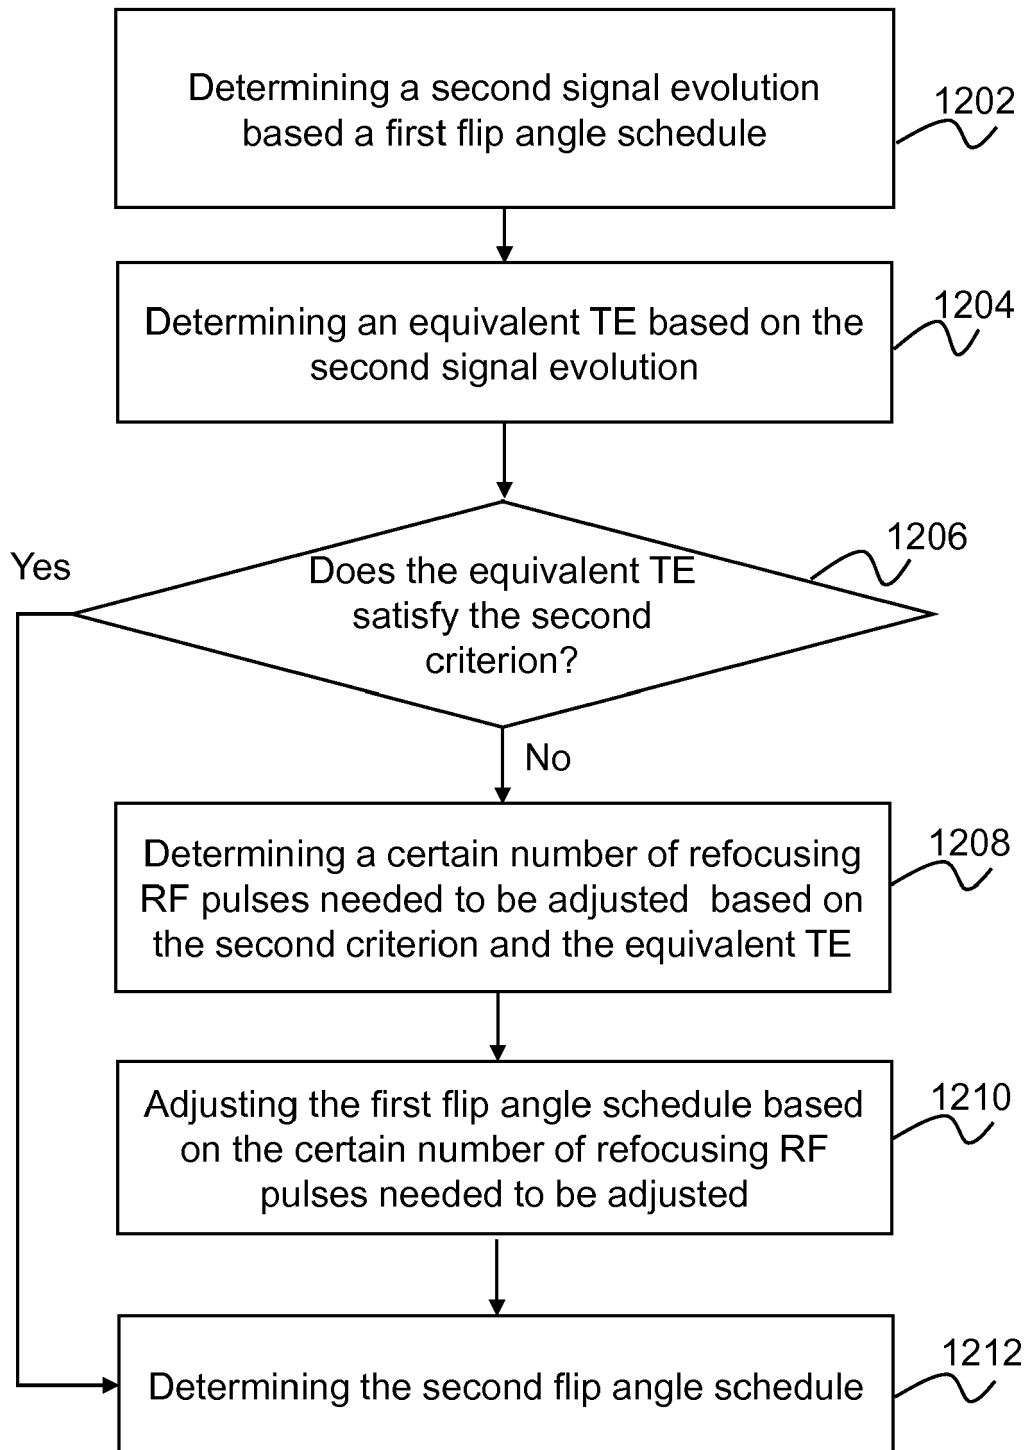 Determining a second signal evolution
based a first flip angle schedule
1202
Determining an equivalent TE based on the
second signal evolution
1204
Yes
Does the equivalent TE
satisfy the second
criterion?
1206
No
Determining a certain number of refocusing
RF pulses needed to be adjusted based on
the second criterion and the equivalent TE
1208
Adjusting the first flip angle schedule based
on the certain number of refocusing RF
pulses needed to be adjusted
1210
Determining the second flip angle schedule
1212